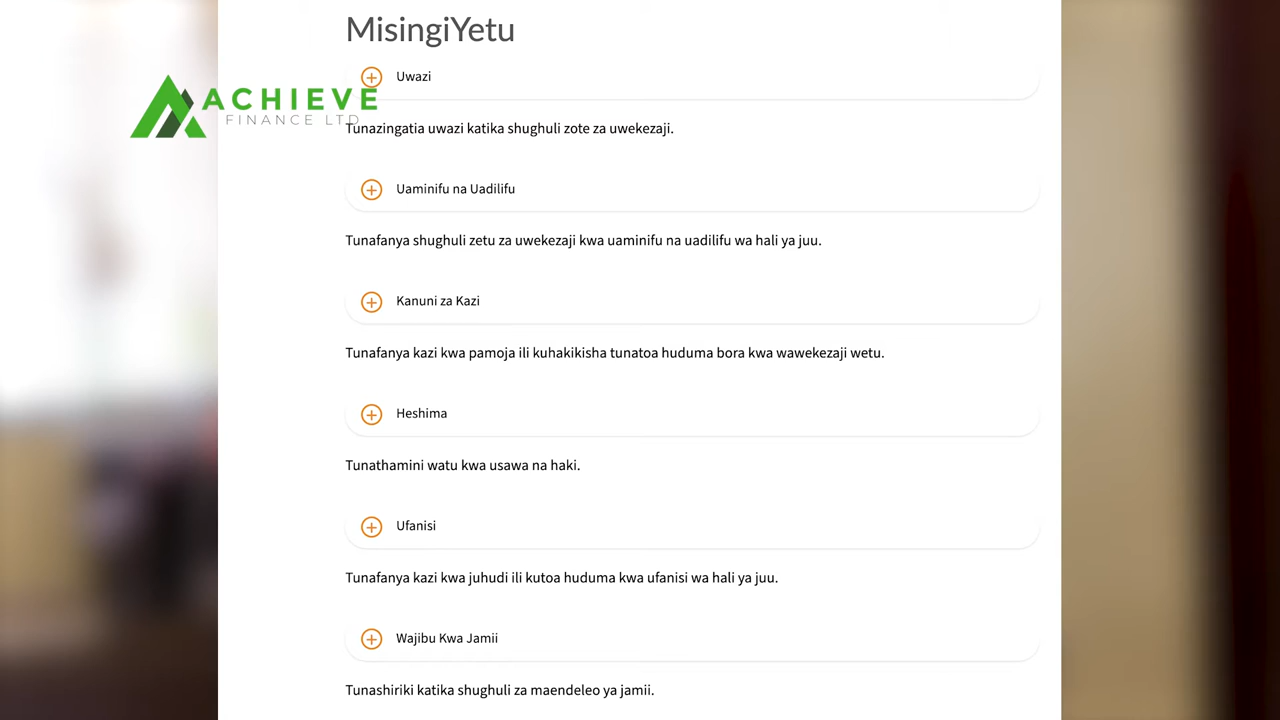 MisingiYetu
Uwazi
ACHIEVE
FINANCE LTD
Tunazingatia uwazi katika shughuli zote za uwekezaji.
Uaminifu na Uadilifu
Tunafanya shughuli zetu za uwekezaji kwa uaminifu na uadilifu wa hali ya juu.
Kanuni za Kazi
Tunafanya kazi kwa pamoja ili kuhakikisha tunatoa huduma bora kwa wawekezaji wetu.
Heshima
Tunathamini watu kwa usawa na haki.
Ufanisi
Tunafanya kazi kwa juhudi ili kutoa huduma kwa ufanisi wa hali ya juu.
Wajibu Kwa Jamii
Tunashiriki katika shughuli za maendeleo ya jamii.